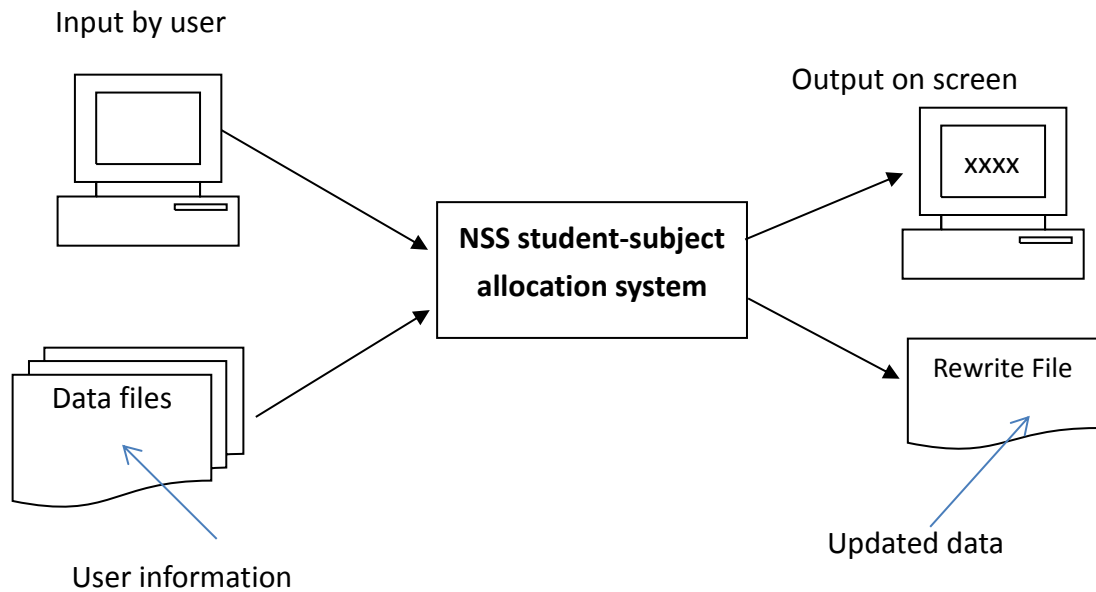 Input by user
Output on screen
xxxx
NSS student-subject
allocation system
Data files
Rewrite File
User information
Updated data